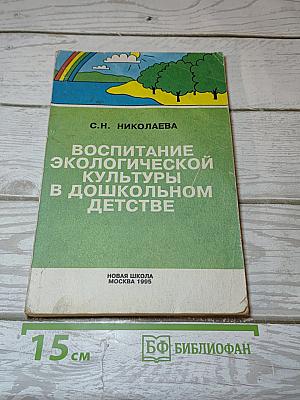 С.Н. НИКОЛАЕВА
ВОСПИТАНИЕ
ЭКОЛОГИЧЕСКОЙ
КУЛЬТУРЫ
В ДОШКОЛЬНОМ
ДЕТСТВЕ
НОВАЯ ШКОЛА
МОСКВА 1995
15 см
БФ БИБЛИОФАН